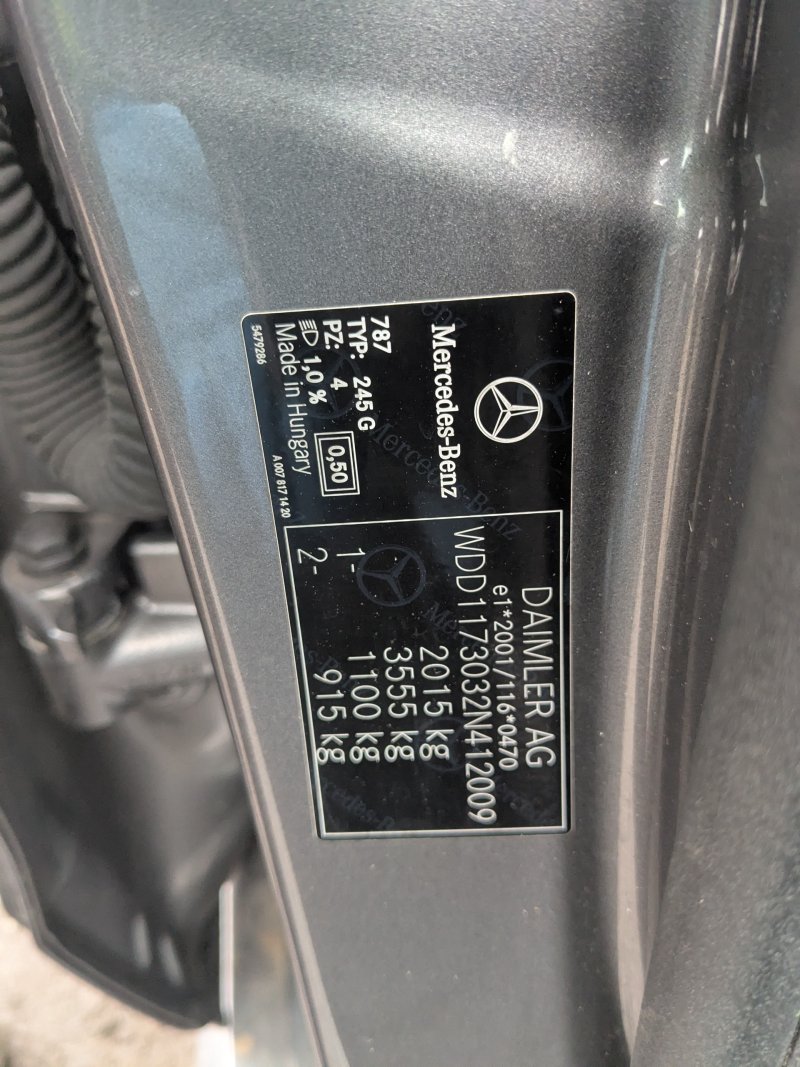 Mercedes-Benz
787
TYP: 245 G
PZ: 4
0,50
1,0 %
Made in Hungary
5479286
A 007 817 14 20
DAIMLER AG
e1*2001/116*0470
WDD1173032N412009
2015 kg
3555 kg
1- 1100 kg
2- 915 kg